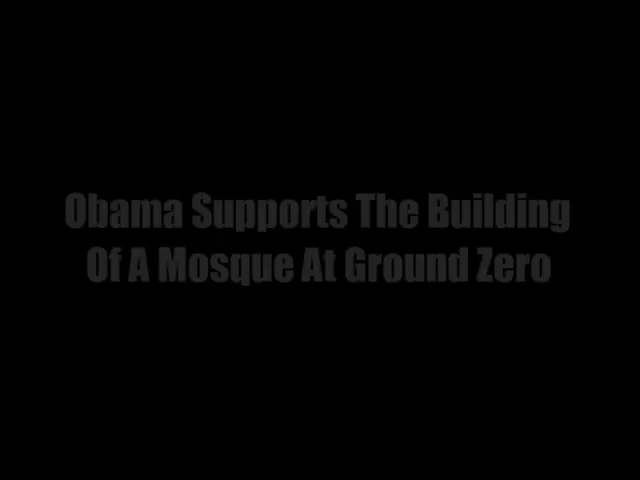 Obama Supports The Building
Of A Mosque At Ground Zero